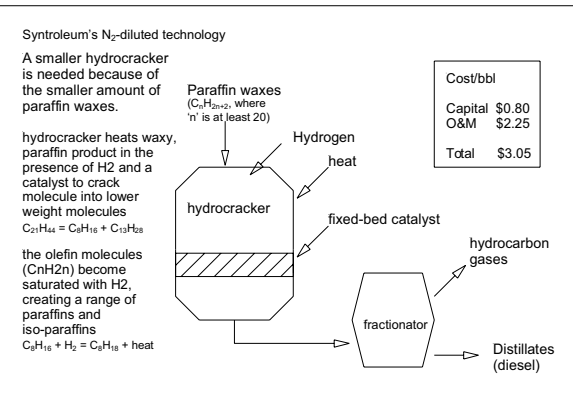 Syntroleum's N₂-diluted technology
A smaller hydrocracker
is needed because of
the smaller amount of
paraffin waxes.
hydrocracker heats waxy,
paraffin product in the
presence of H2 and a
catalyst to crack
molecule into lower
weight molecules
C₂₁H₄₄ = C₈H₁₆ + C₁₃H₂₈
the olefin molecules
(CnH2n) become
saturated with H2,
creating a range of
paraffins and
iso-paraffins
C₈H₁₆ + H₂ = C₈H₁₈ + heat
Paraffin waxes
(CₙH₂ₙ₊₂, where
'n' is at least 20)
Hydrogen
heat
hydrocracker
fixed-bed catalyst
fractionator
hydrocarbon
gases
Distillates
(diesel)
Cost/bbl
Capital $0.80
O&M $2.25
Total $3.05